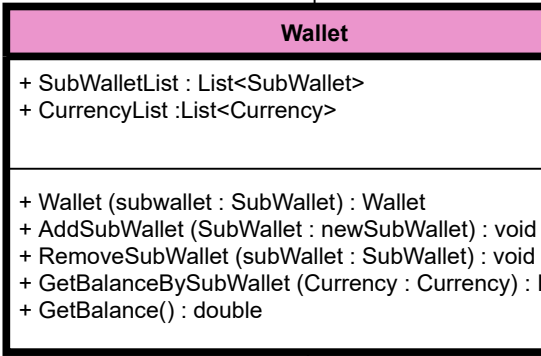 Wallet
+ SubWalletList : List<SubWallet>
+ CurrencyList :List<Currency>
+ Wallet (subwallet : SubWallet) : Wallet
+ AddSubWallet (SubWallet : newSubWallet) : void
+ RemoveSubWallet (subWallet : SubWallet) : void
+ GetBalanceBySubWallet (Currency : Currency) :
+ GetBalance() : double